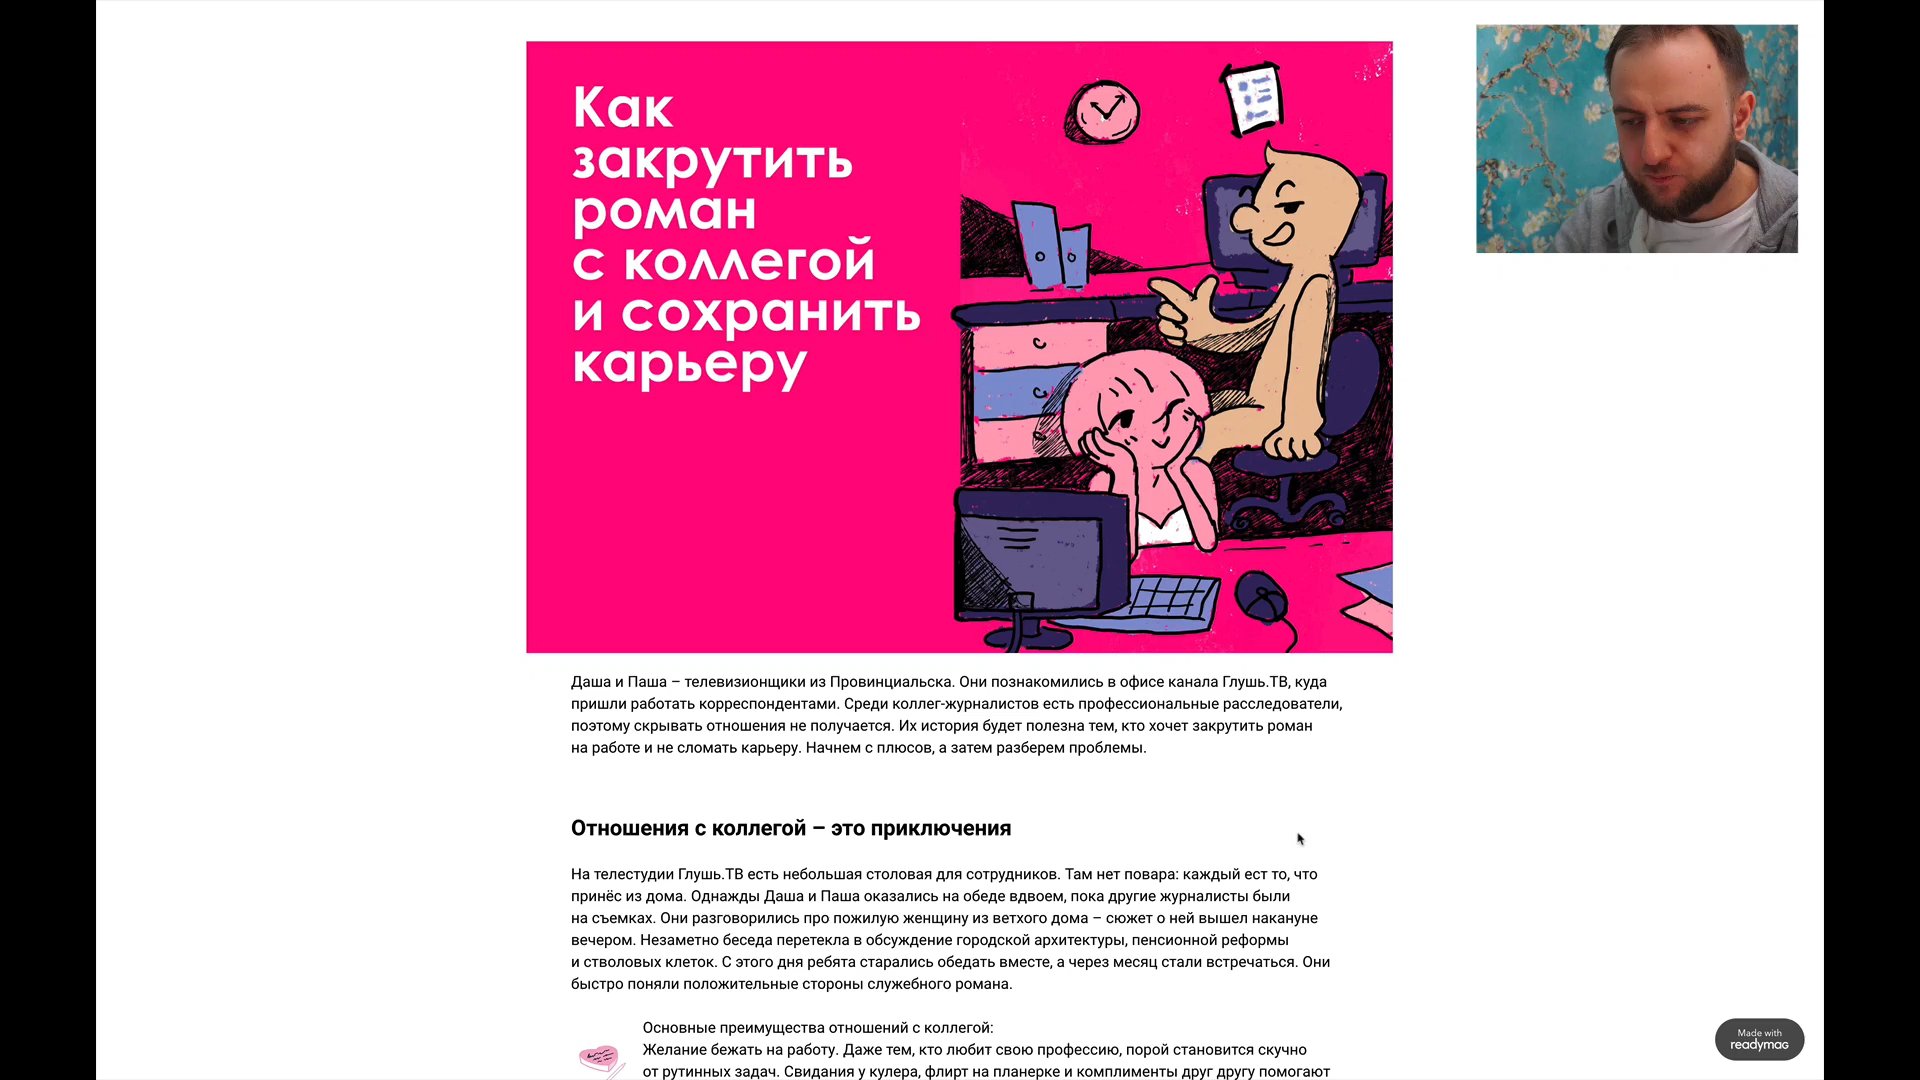 Как
закрутить
роман
с коллегой
и сохранить
карьеру
Даша и Паша – телевизионщики из Провинциальска. Они познакомились в офисе канала Глушь.ТВ, куда
пришли работать корреспондентами. Среди коллег-журналистов есть профессиональные расследователи,
поэтому скрывать отношения не получается. Их история будет полезна тем, кто хочет закрутить роман
на работе и не сломать карьеру. Начнем с плюсов, а затем разберем проблемы.
Отношения с коллегой – это приключения
На телестудии Глушь.ТВ есть небольшая столовая для сотрудников. Там нет повара: каждый ест то, что
принёс из дома. Однажды Даша и Паша оказались на обеде вдвоем, пока другие журналисты были
на съемках. Они разговорились про пожилую женщину из ветхого дома – сюжет о ней вышел накануне
вечером. Незаметно беседа перетекла в обсуждение городской архитектуры, пенсионной реформы
и стволовых клеток. С этого дня ребята старались обедать вместе, а через месяц стали встречаться. Они
быстро поняли положительные стороны служебного романа.
Основные преимущества отношений с коллегой:
Желание бежать на работу. Даже тем, кто любит свою профессию, порой становится скучно
от рутинных задач. Свидания у кулера, флирт на планерке и комплименты друг другу помогают
Made with
readymag